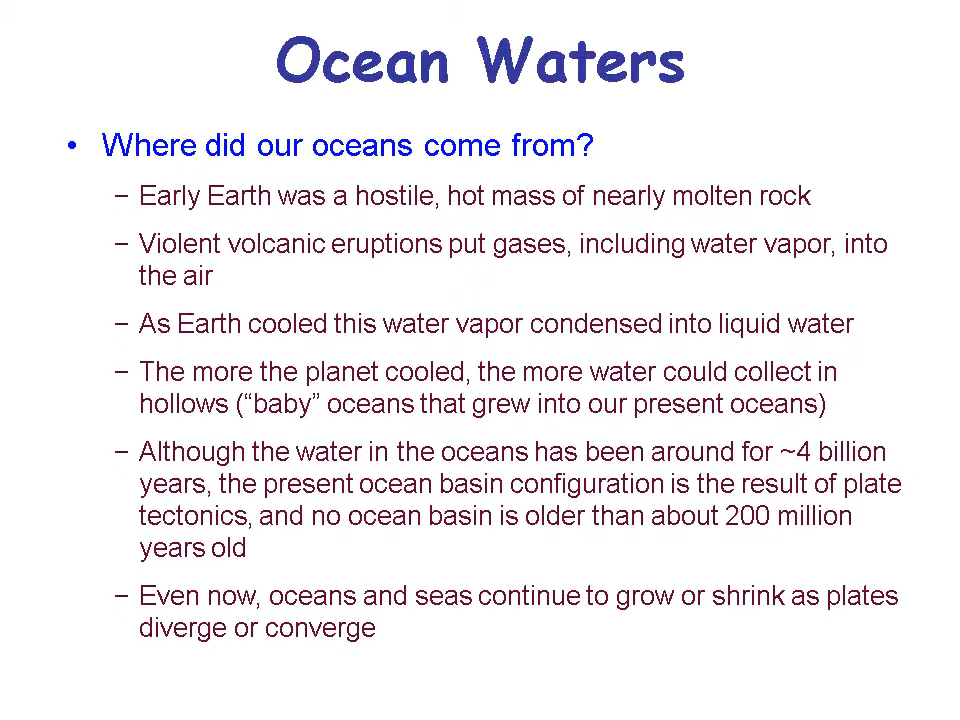 Ocean Waters
• Where did our oceans come from?
– Early Earth was a hostile, hot mass of nearly molten rock
– Violent volcanic eruptions put gases, including water vapor, into
the air
– As Earth cooled this water vapor condensed into liquid water
– The more the planet cooled, the more water could collect in
hollows (“baby” oceans that grew into our present oceans)
– Although the water in the oceans has been around for ~4 billion
years, the present ocean basin configuration is the result of plate
tectonics, and no ocean basin is older than about 200 million
years old
– Even now, oceans and seas continue to grow or shrink as plates
diverge or converge